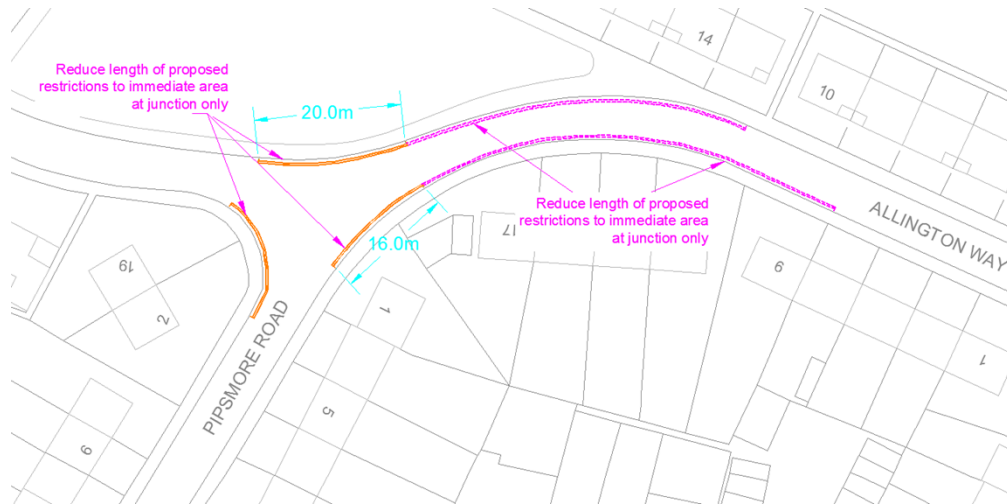 Reduce length of proposed
restrictions to immediate area
at junction only
20.0m
14
10
Reduce length of proposed
restrictions to immediate area
at junction only
ALLINGTON WAY
16.0m
17
19
2
9
1
1
PIPSMORE ROAD
5
9